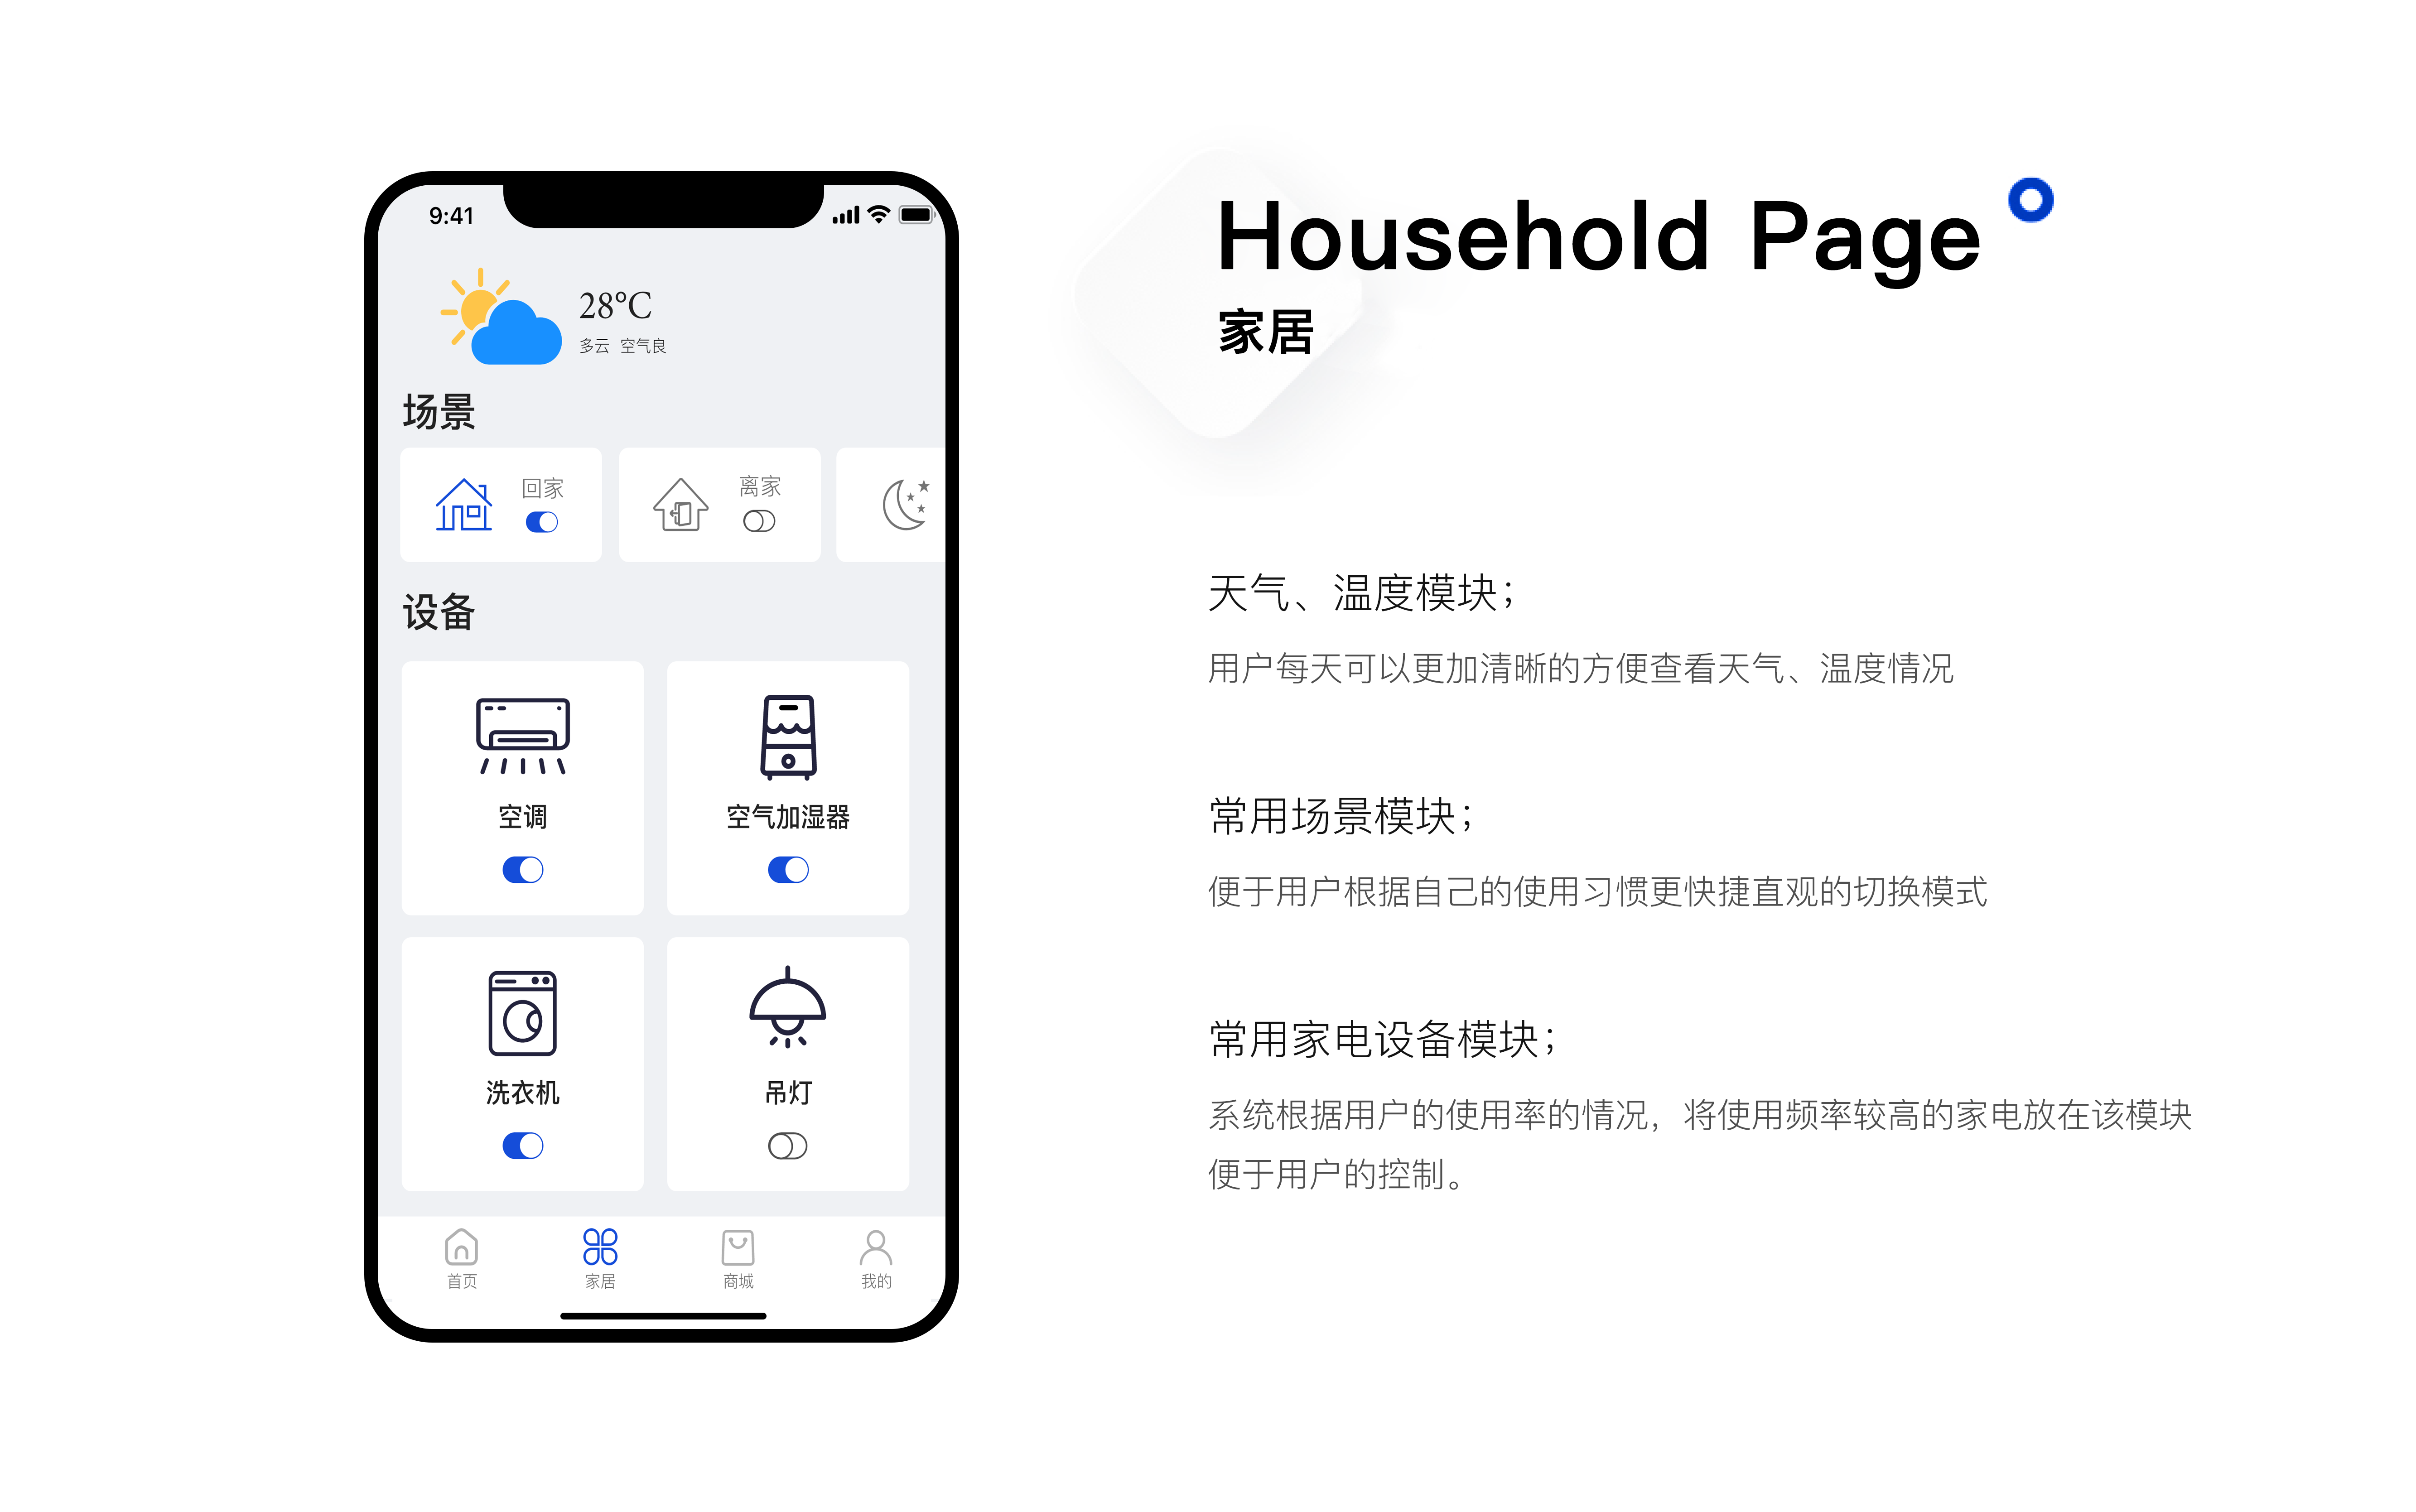 9:41
28°C
多云 空气良
场景
回家
离家
设备
空调
空气加湿器
洗衣机
吊灯
首页
家居
商城
我的
Household Page
家居
天气、温度模块；
用户每天可以更加清晰的方便查看天气、温度情况
常用场景模块；
便于用户根据自己的使用习惯更快捷直观的切换模式
常用家电设备模块；
系统根据用户的使用率的情况，将使用频率较高的家电放在该模块
便于用户的控制。